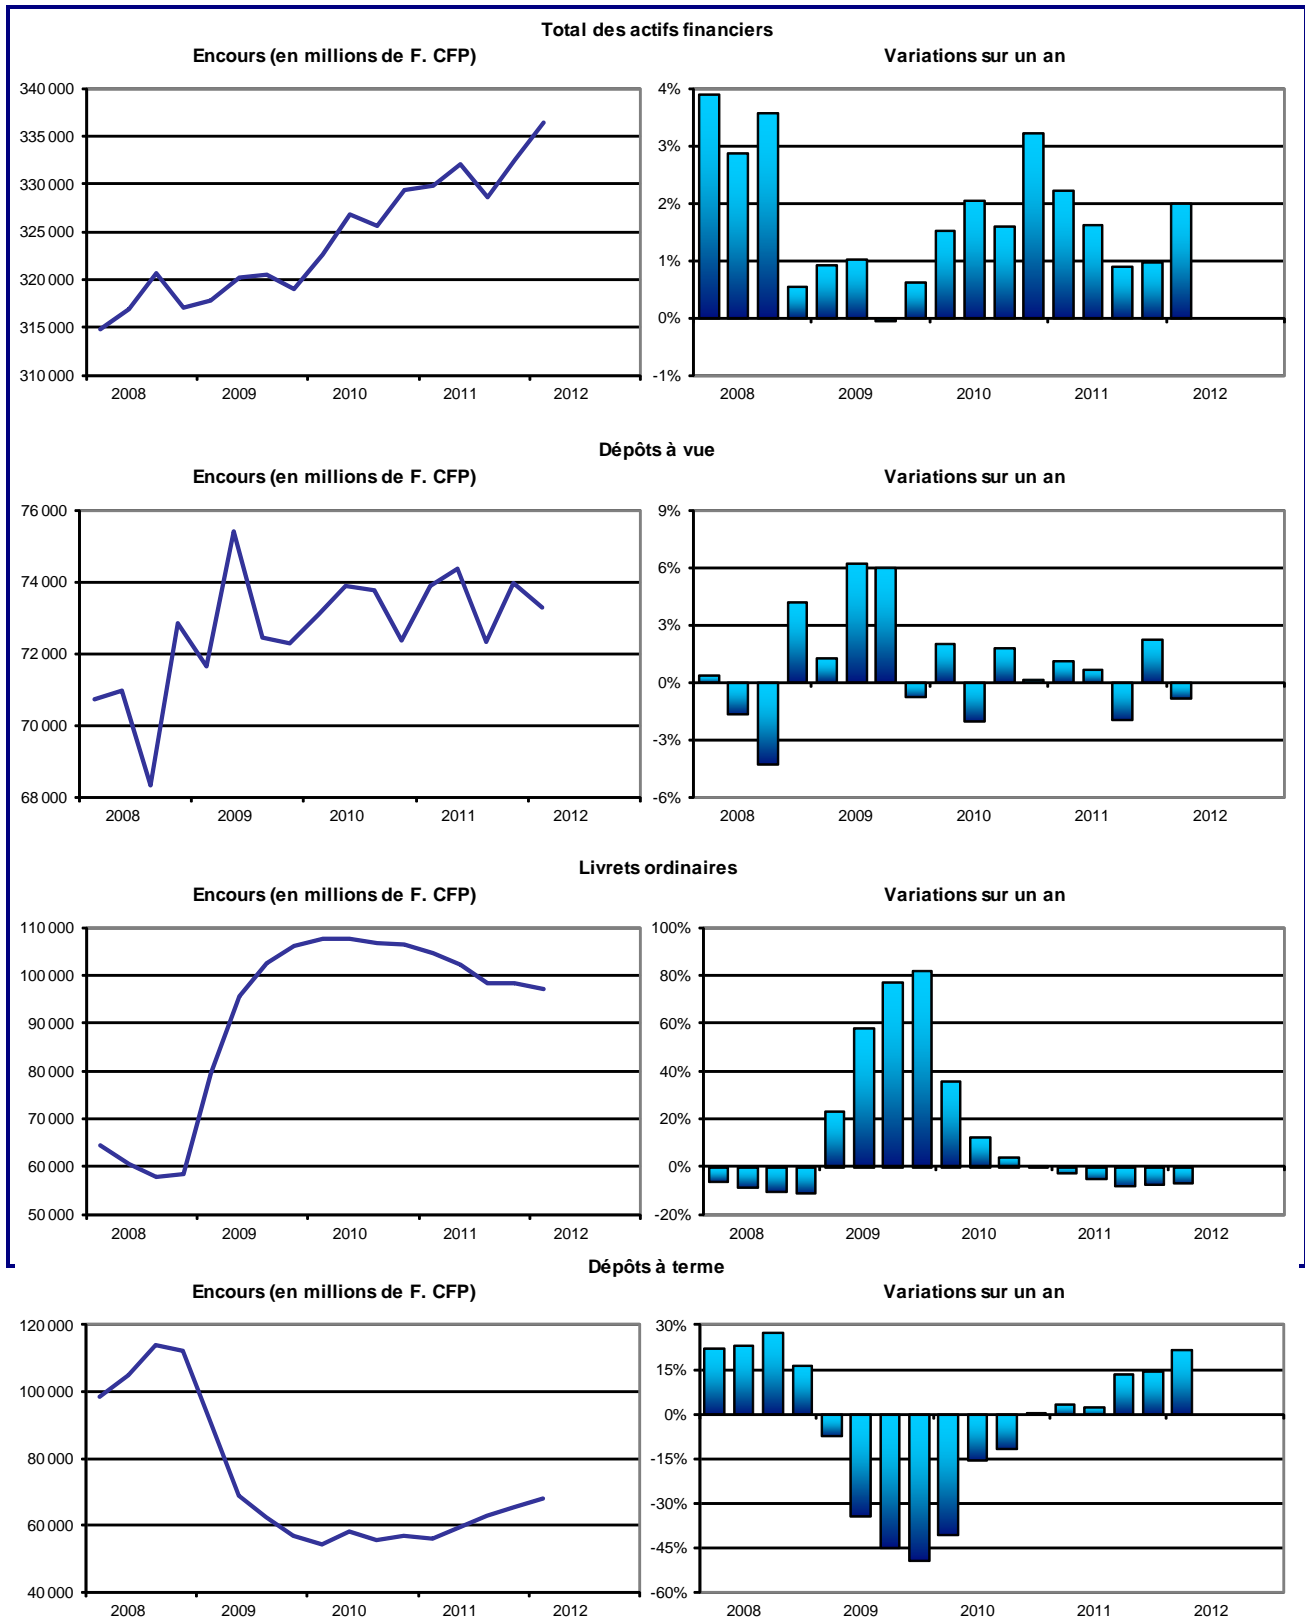 Total des actifs financiers
Encours (en millions de F. CFP)
Variations sur un an
340 000
335 000
330 000
325 000
320 000
315 000
310 000
2008 2009 2010 2011 2012
4%
3%
2%
1%
0%
-1%
2008 2009 2010 2011 2012
Dépôts à vue
Encours (en millions de F. CFP)
Variations sur un an
76 000
74 000
72 000
70 000
68 000
2008 2009 2010 2011 2012
9%
6%
3%
0%
-3%
-6%
2008 2009 2010 2011 2012
Livrets ordinaires
Encours (en millions de F. CFP)
Variations sur un an
110 000
100 000
90 000
80 000
70 000
60 000
50 000
2008 2009 2010 2011 2012
100%
80%
60%
40%
20%
0%
-20%
2008 2009 2010 2011 2012
Dépôts à terme
Encours (en millions de F. CFP)
Variations sur un an
120 000
100 000
80 000
60 000
40 000
2008 2009 2010 2011 2012
30%
15%
0%
-15%
-30%
-45%
-60%
2008 2009 2010 2011 2012